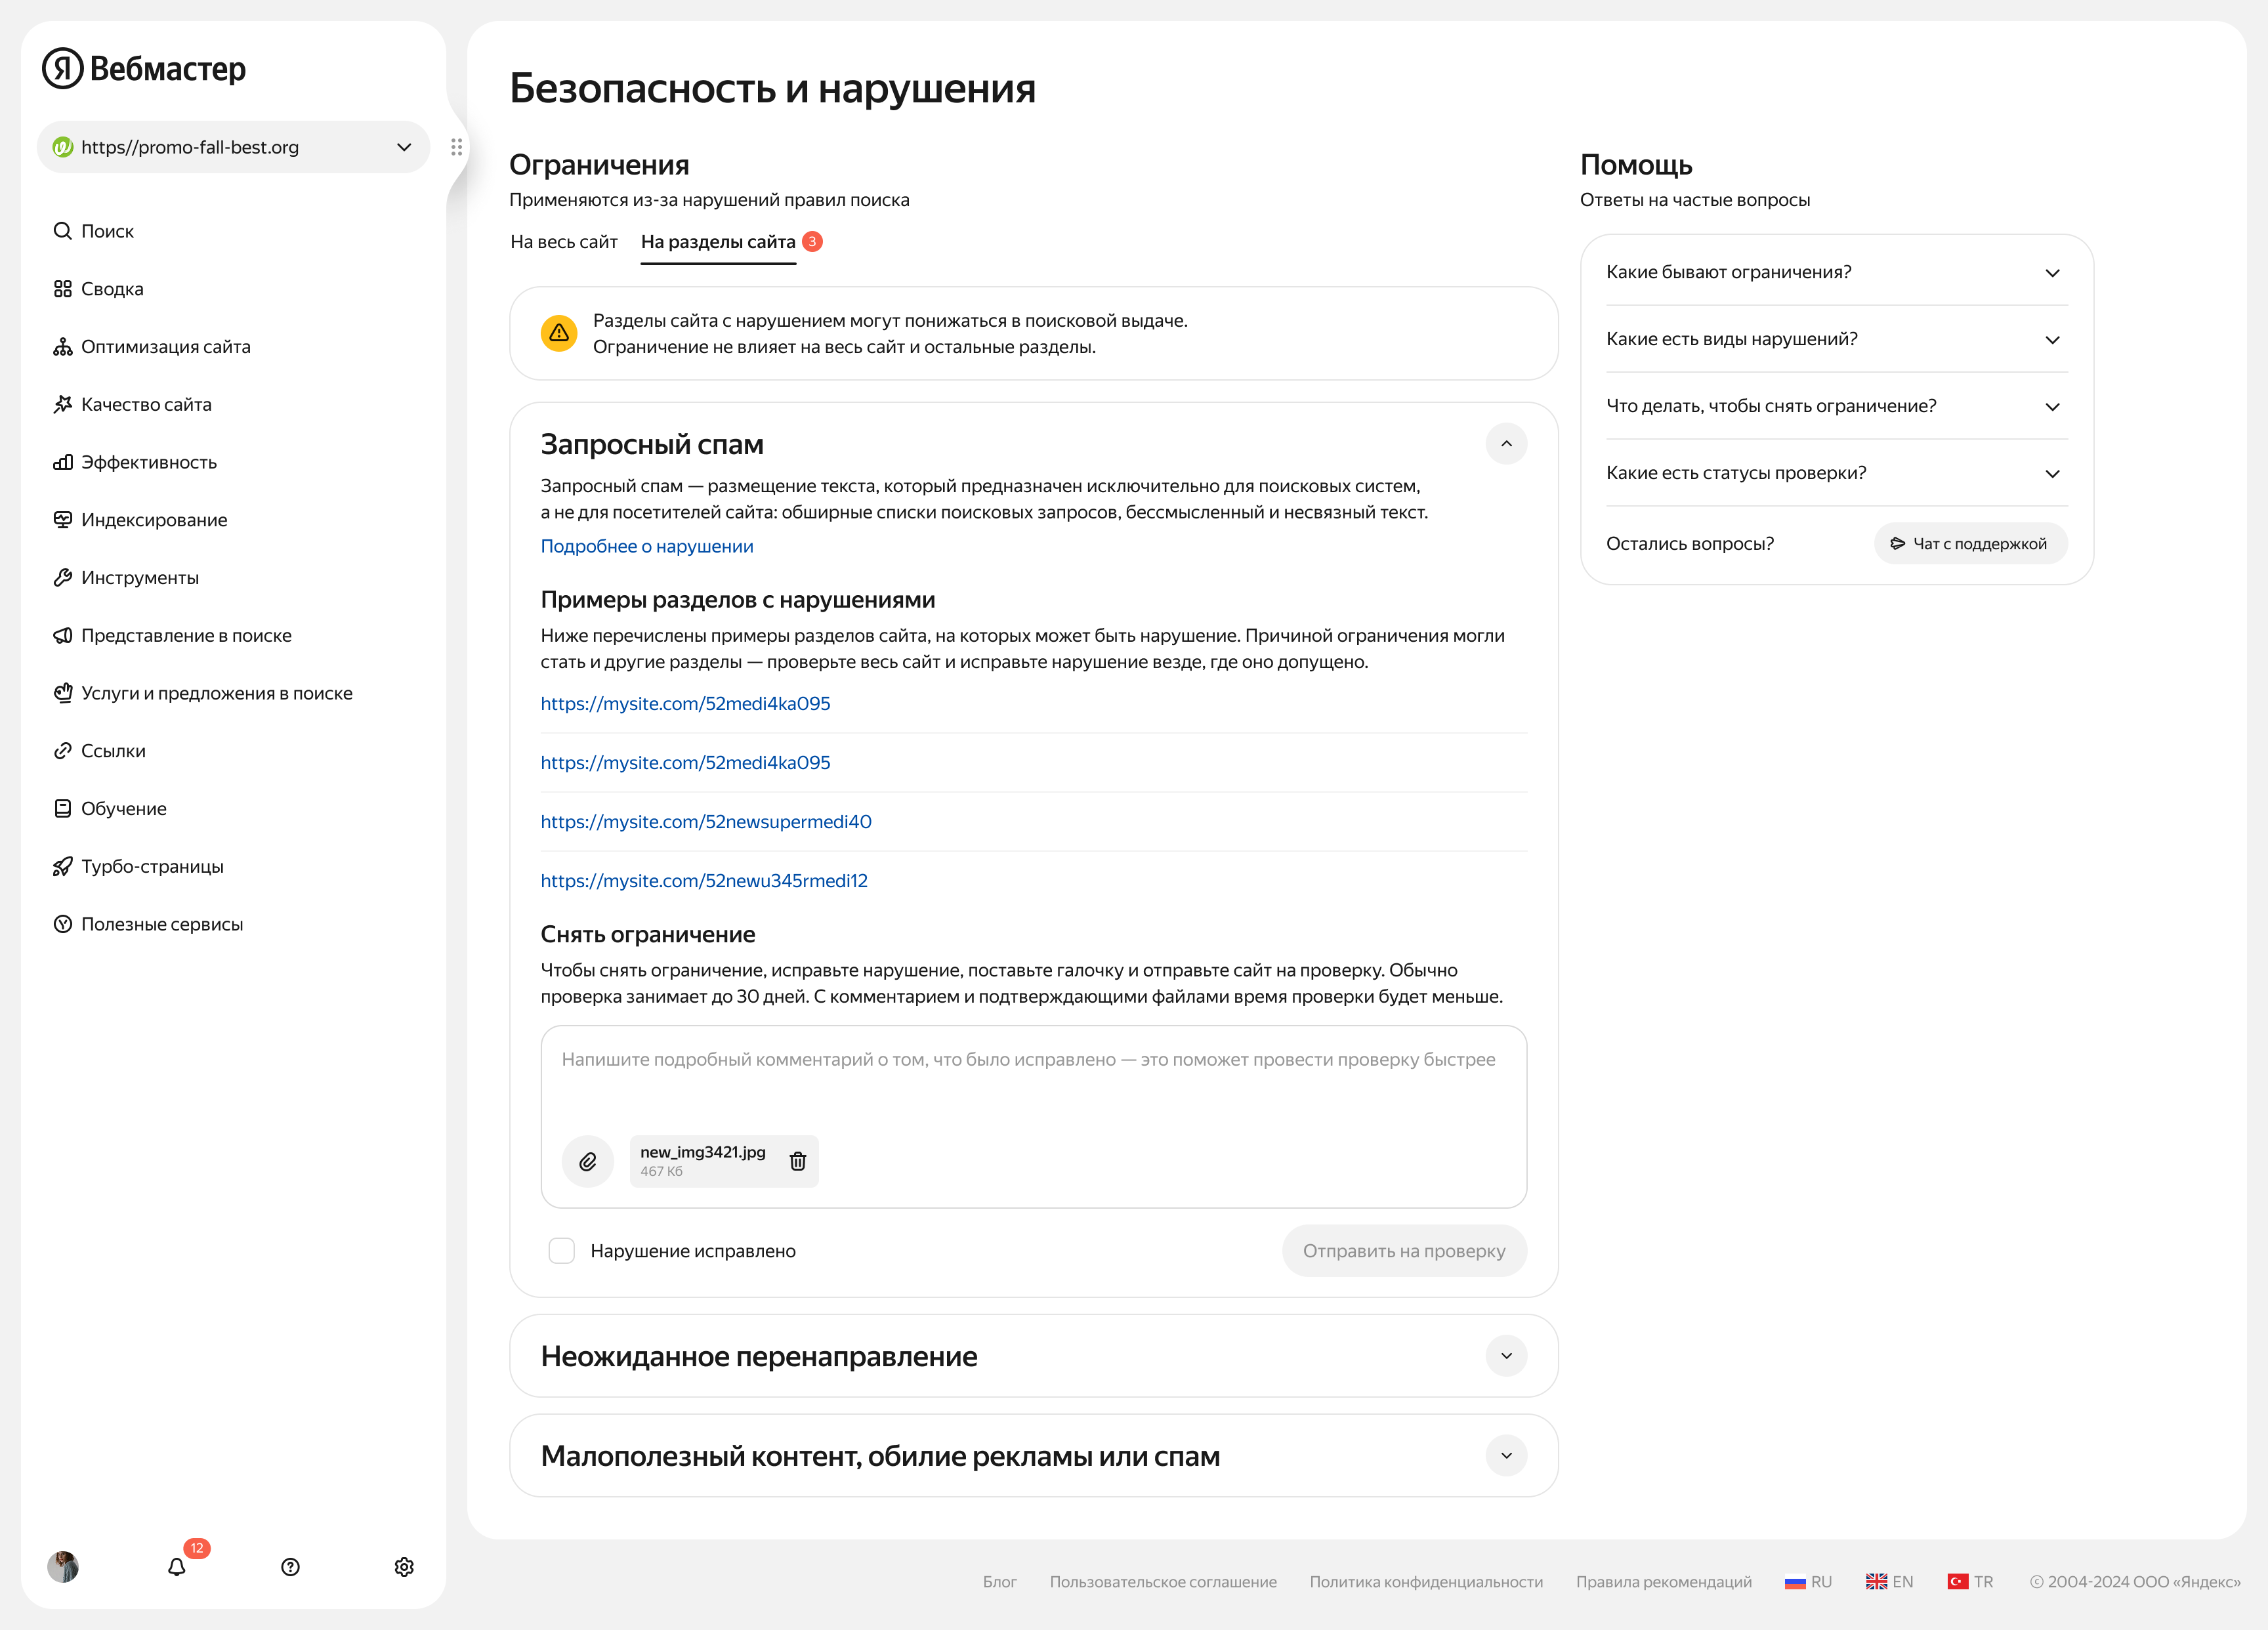 Я Вебмастер
https//promo-fall-best.org
Поиск
Сводка
Оптимизация сайта
Качество сайта
Эффективность
Индексирование
Инструменты
Представление в поиске
Услуги и предложения в поиске
Ссылки
Обучение
Турбо-страницы
Полезные сервисы
12
Безопасность и нарушения
Ограничения
Применяются из-за нарушений правил поиска
На весь сайт
На разделы сайта 3
Разделы сайта с нарушением могут понижаться в поисковой выдаче.
Ограничение не влияет на весь сайт и остальные разделы.
Запросный спам
Запросный спам — размещение текста, который предназначен исключительно для поисковых систем,
а не для посетителей сайта: обширные списки поисковых запросов, бессмысленный и несвязный текст.
Подробнее о нарушении
Примеры разделов с нарушениями
Ниже перечислены примеры разделов сайта, на которых может быть нарушение. Причиной ограничения могли
стать и другие разделы — проверьте весь сайт и исправьте нарушение везде, где оно допущено.
https://mysite.com/52medi4ka095
https://mysite.com/52medi4ka095
https://mysite.com/52newsupermedi40
https://mysite.com/52newu345rmedi12
Снять ограничение
Чтобы снять ограничение, исправьте нарушение, поставьте галочку и отправьте сайт на проверку. Обычно
проверка занимает до 30 дней. С комментарием и подтверждающими файлами время проверки будет меньше.
Напишите подробный комментарий о том, что было исправлено — это поможет провести проверку быстрее
new_img3421.jpg
467 Кб
Нарушение исправлено
Отправить на проверку
Неожиданное перенаправление
Малополезный контент, обилие рекламы или спам
Помощь
Ответы на частые вопросы
Какие бывают ограничения?
Какие есть виды нарушений?
Что делать, чтобы снять ограничение?
Какие есть статусы проверки?
Остались вопросы?
Чат с поддержкой
Блог
Пользовательское соглашение
Политика конфиденциальности
Правила рекомендаций
RU
EN
TR
© 2004-2024 ООО «Яндекс»